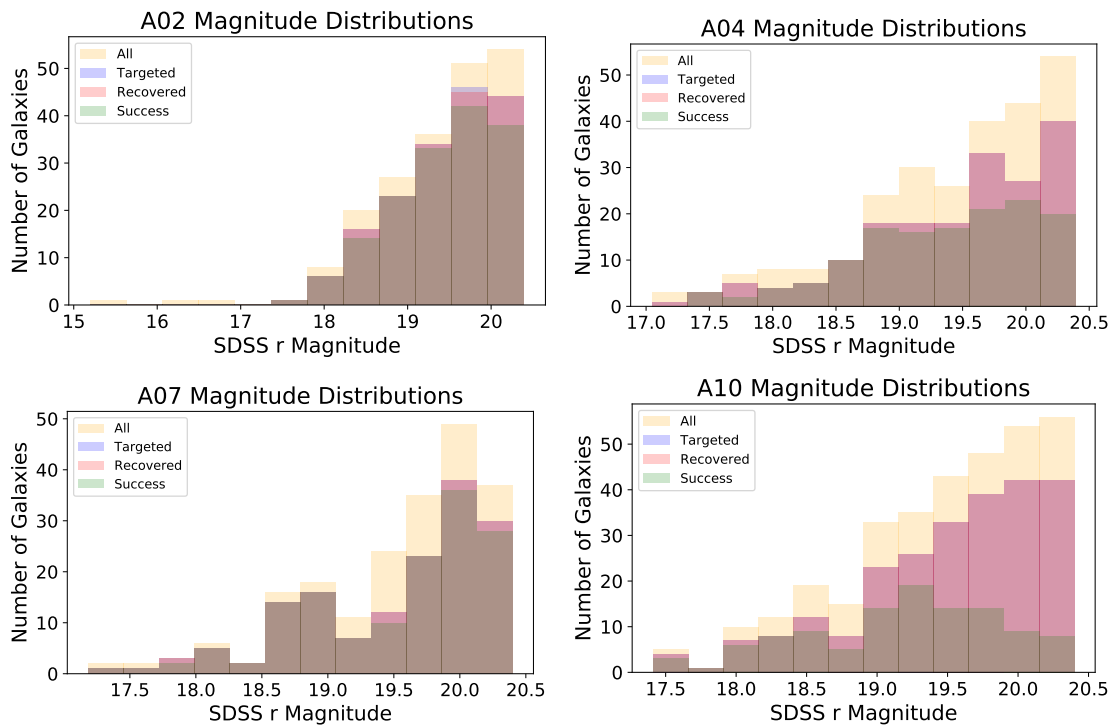 A02 Magnitude Distributions
Number of Galaxies
50
40
30
20
10
0
All
Targeted
Recovered
Success
15 16 17 18 19 20
SDSS r Magnitude
A04 Magnitude Distributions
Number of Galaxies
50
40
30
20
10
0
All
Targeted
Recovered
Success
17.0 17.5 18.0 18.5 19.0 19.5 20.0 20.5
SDSS r Magnitude
A07 Magnitude Distributions
Number of Galaxies
50
40
30
20
10
0
All
Targeted
Recovered
Success
17.5 18.0 18.5 19.0 19.5 20.0 20.5
SDSS r Magnitude
A10 Magnitude Distributions
Number of Galaxies
50
40
30
20
10
0
All
Targeted
Recovered
Success
17.5 18.0 18.5 19.0 19.5 20.0 20.5
SDSS r Magnitude